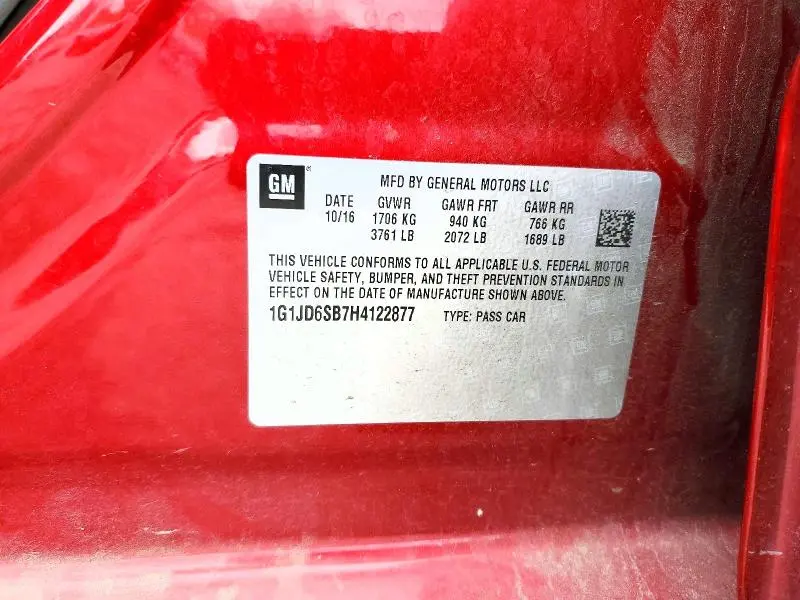 GM
MFD BY GENERAL MOTORS LLC
DATE GVWR GAWR FRT GAWR RR
10/16 1706 KG 940 KG 766 KG
3761 LB 2072 LB 1689 LB
THIS VEHICLE CONFORMS TO ALL APPLICABLE U.S. FEDERAL MOTOR
VEHICLE SAFETY, BUMPER, AND THEFT PREVENTION STANDARDS IN
EFFECT ON THE DATE OF MANUFACTURE SHOWN ABOVE.
1G1JD6SB7H4122877 TYPE: PASS CAR